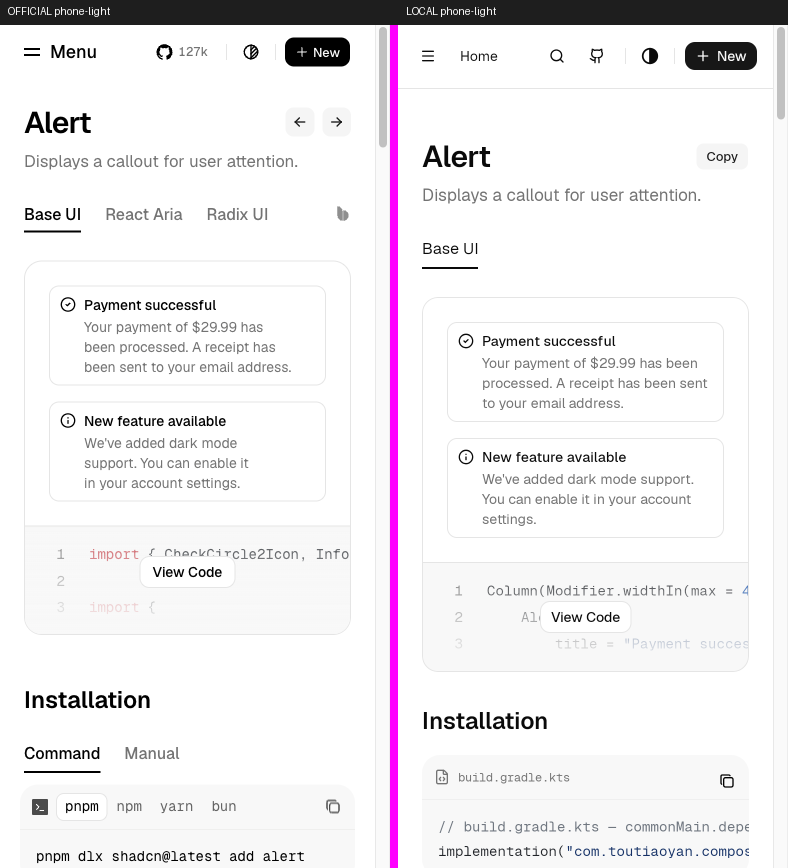 OFFICIAL phone-light
Menu
127k
New
Alert
Displays a callout for user attention.
Base UI
React Aria
Radix UI
Payment successful
Your payment of $29.99 has
been processed. A receipt has
been sent to your email address.
New feature available
We've added dark mode
support. You can enable it
in your account settings.
1 import { CheckCircle2Icon, Info
2
View Code
3 import {
Installation
Command
Manual
pnpm
npm
yarn
bun
pnpm dlx shadcn@latest add alert
LOCAL phone-light
Home
New
Alert
Copy
Displays a callout for user attention.
Base UI
Payment successful
Your payment of $29.99 has been
processed. A receipt has been sent
to your email address.
New feature available
We've added dark mode support.
You can enable it in your account
settings.
1 Column(Modifier.widthIn(max = 4
2
View Code
3 title = "Payment succes
Installation
build.gradle.kts
// build.gradle.kts — commonMain.depe
implementation("com.toutiaoyan.compos